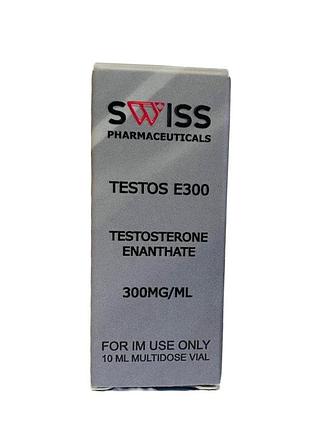 SWISS
PHARMACEUTICALS
TESTOS E300
TESTOSTERONE
ENANTHATE
300MG/ML
FOR IM USE ONLY
10 ML MULTIDOSE VIAL